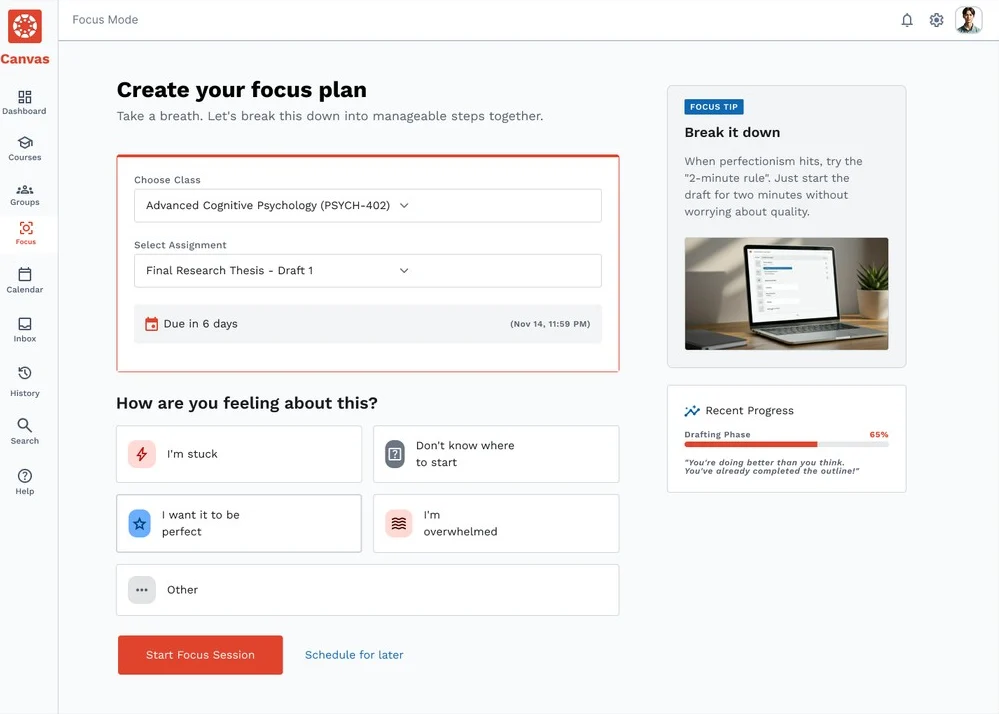 Canvas
Dashboard
Courses
Groups
Focus
Calendar
Inbox
History
Search
Help
Focus Mode
Create your focus plan
Take a breath. Let's break this down into manageable steps together.
Choose Class
Advanced Cognitive Psychology (PSYCH-402)
Select Assignment
Final Research Thesis - Draft 1
Due in 6 days
(Nov 14, 11:59 PM)
How are you feeling about this?
I'm stuck
Don't know where
to start
I want it to be
perfect
I'm
overwhelmed
Other
Start Focus Session
Schedule for later
FOCUS TIP
Break it down
When perfectionism hits, try the
"2-minute rule". Just start the
draft for two minutes without
worrying about quality.
Recent Progress
Drafting Phase
65%
"You're doing better than you think.
You've already completed the outline!"